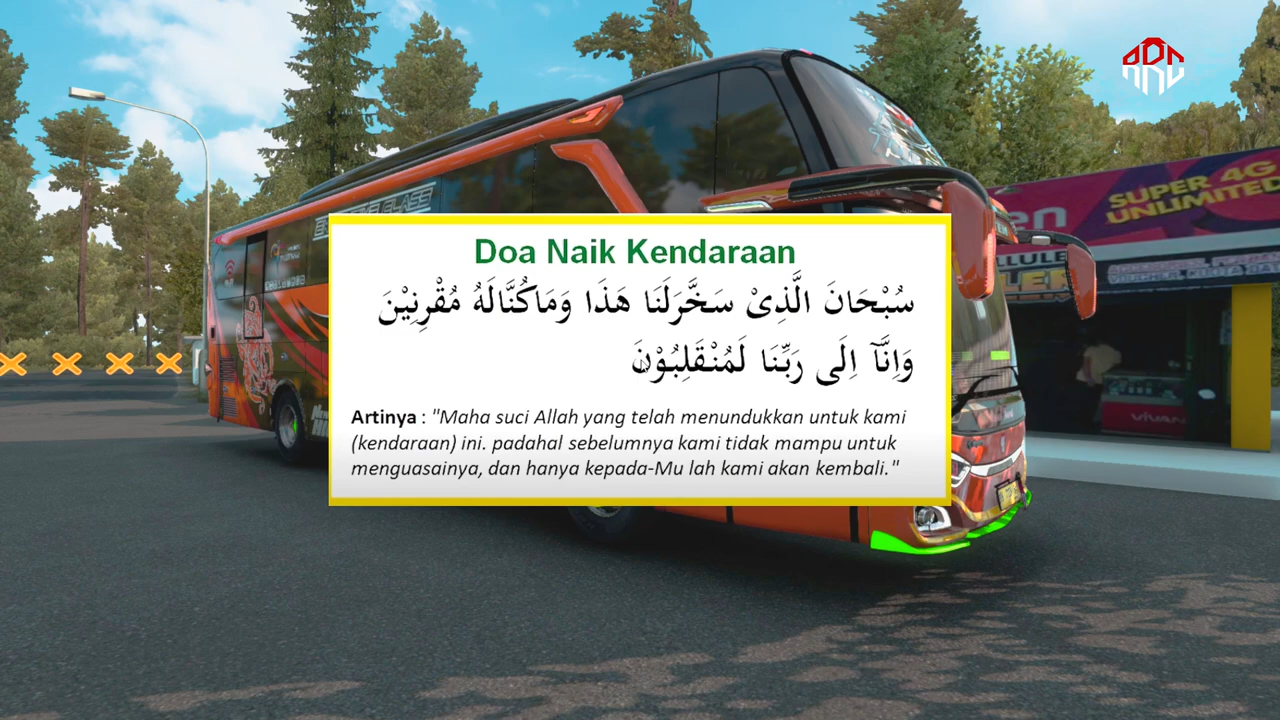 SUPER 4G
UNLIMITED
Doa Naik Kendaraan
سُبْحَانَ الَّذِىْ سَخَّرَلَنَا هَذَا وَمَاكُنَّالَهُ مُقْرِنِيْنَ
وَاِنَّآ اِلَى رَبِّنَا لَمُنْقَلِبُوْنَ
Artinya : "Maha suci Allah yang telah menundukkan untuk kami
(kendaraan) ini. padahal sebelumnya kami tidak mampu untuk
menguasainya, dan hanya kepada-Mu lah kami akan kembali."